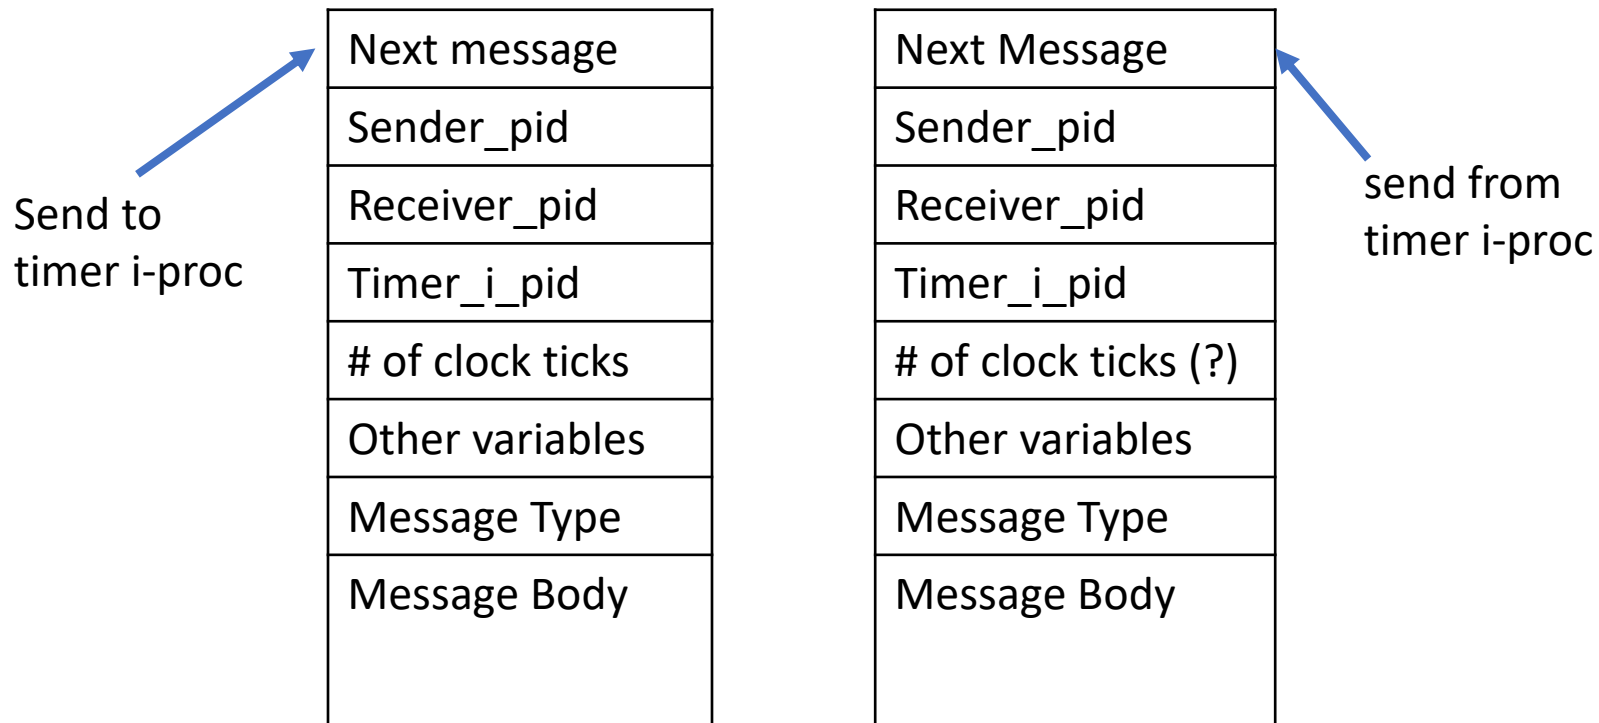 Send to
timer i-proc
Next message
Sender_pid
Receiver_pid
Timer_i_pid
# of clock ticks
Other variables
Message Type
Message Body
Next Message
Sender_pid
Receiver_pid
Timer_i_pid
# of clock ticks (?)
Other variables
Message Type
Message Body
send from
timer i-proc